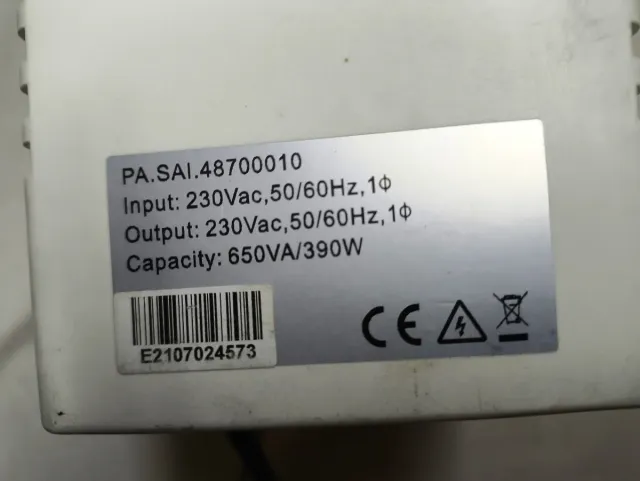 PA.SAI.48700010
Input: 230Vac,50/60Hz,1Φ
Output: 230Vac,50/60Hz,1Φ
Capacity: 650VA/390W
E2107024573
CE